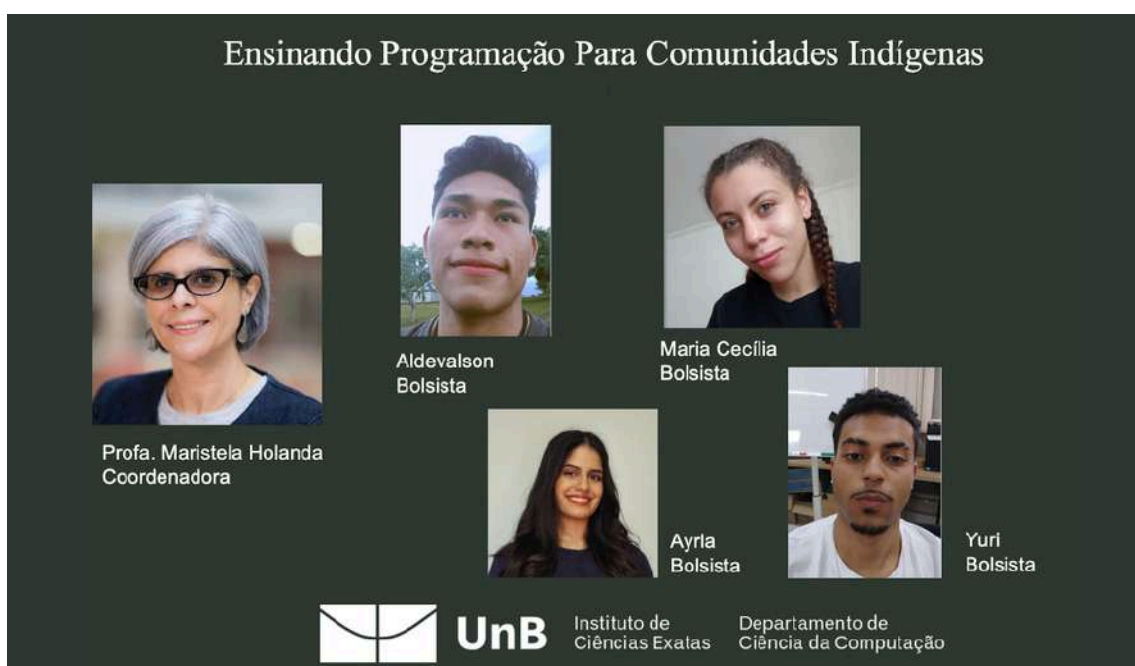 Ensinando Programação Para Comunidades Indígenas
Profa. Maristela Holanda
Coordenadora
Aldevalson
Bolsista
Maria Cecília
Bolsista
Ayrla
Bolsista
Yuri
Bolsista
UnB
Instituto de
Ciências Exatas
Departamento de
Ciência da Computação